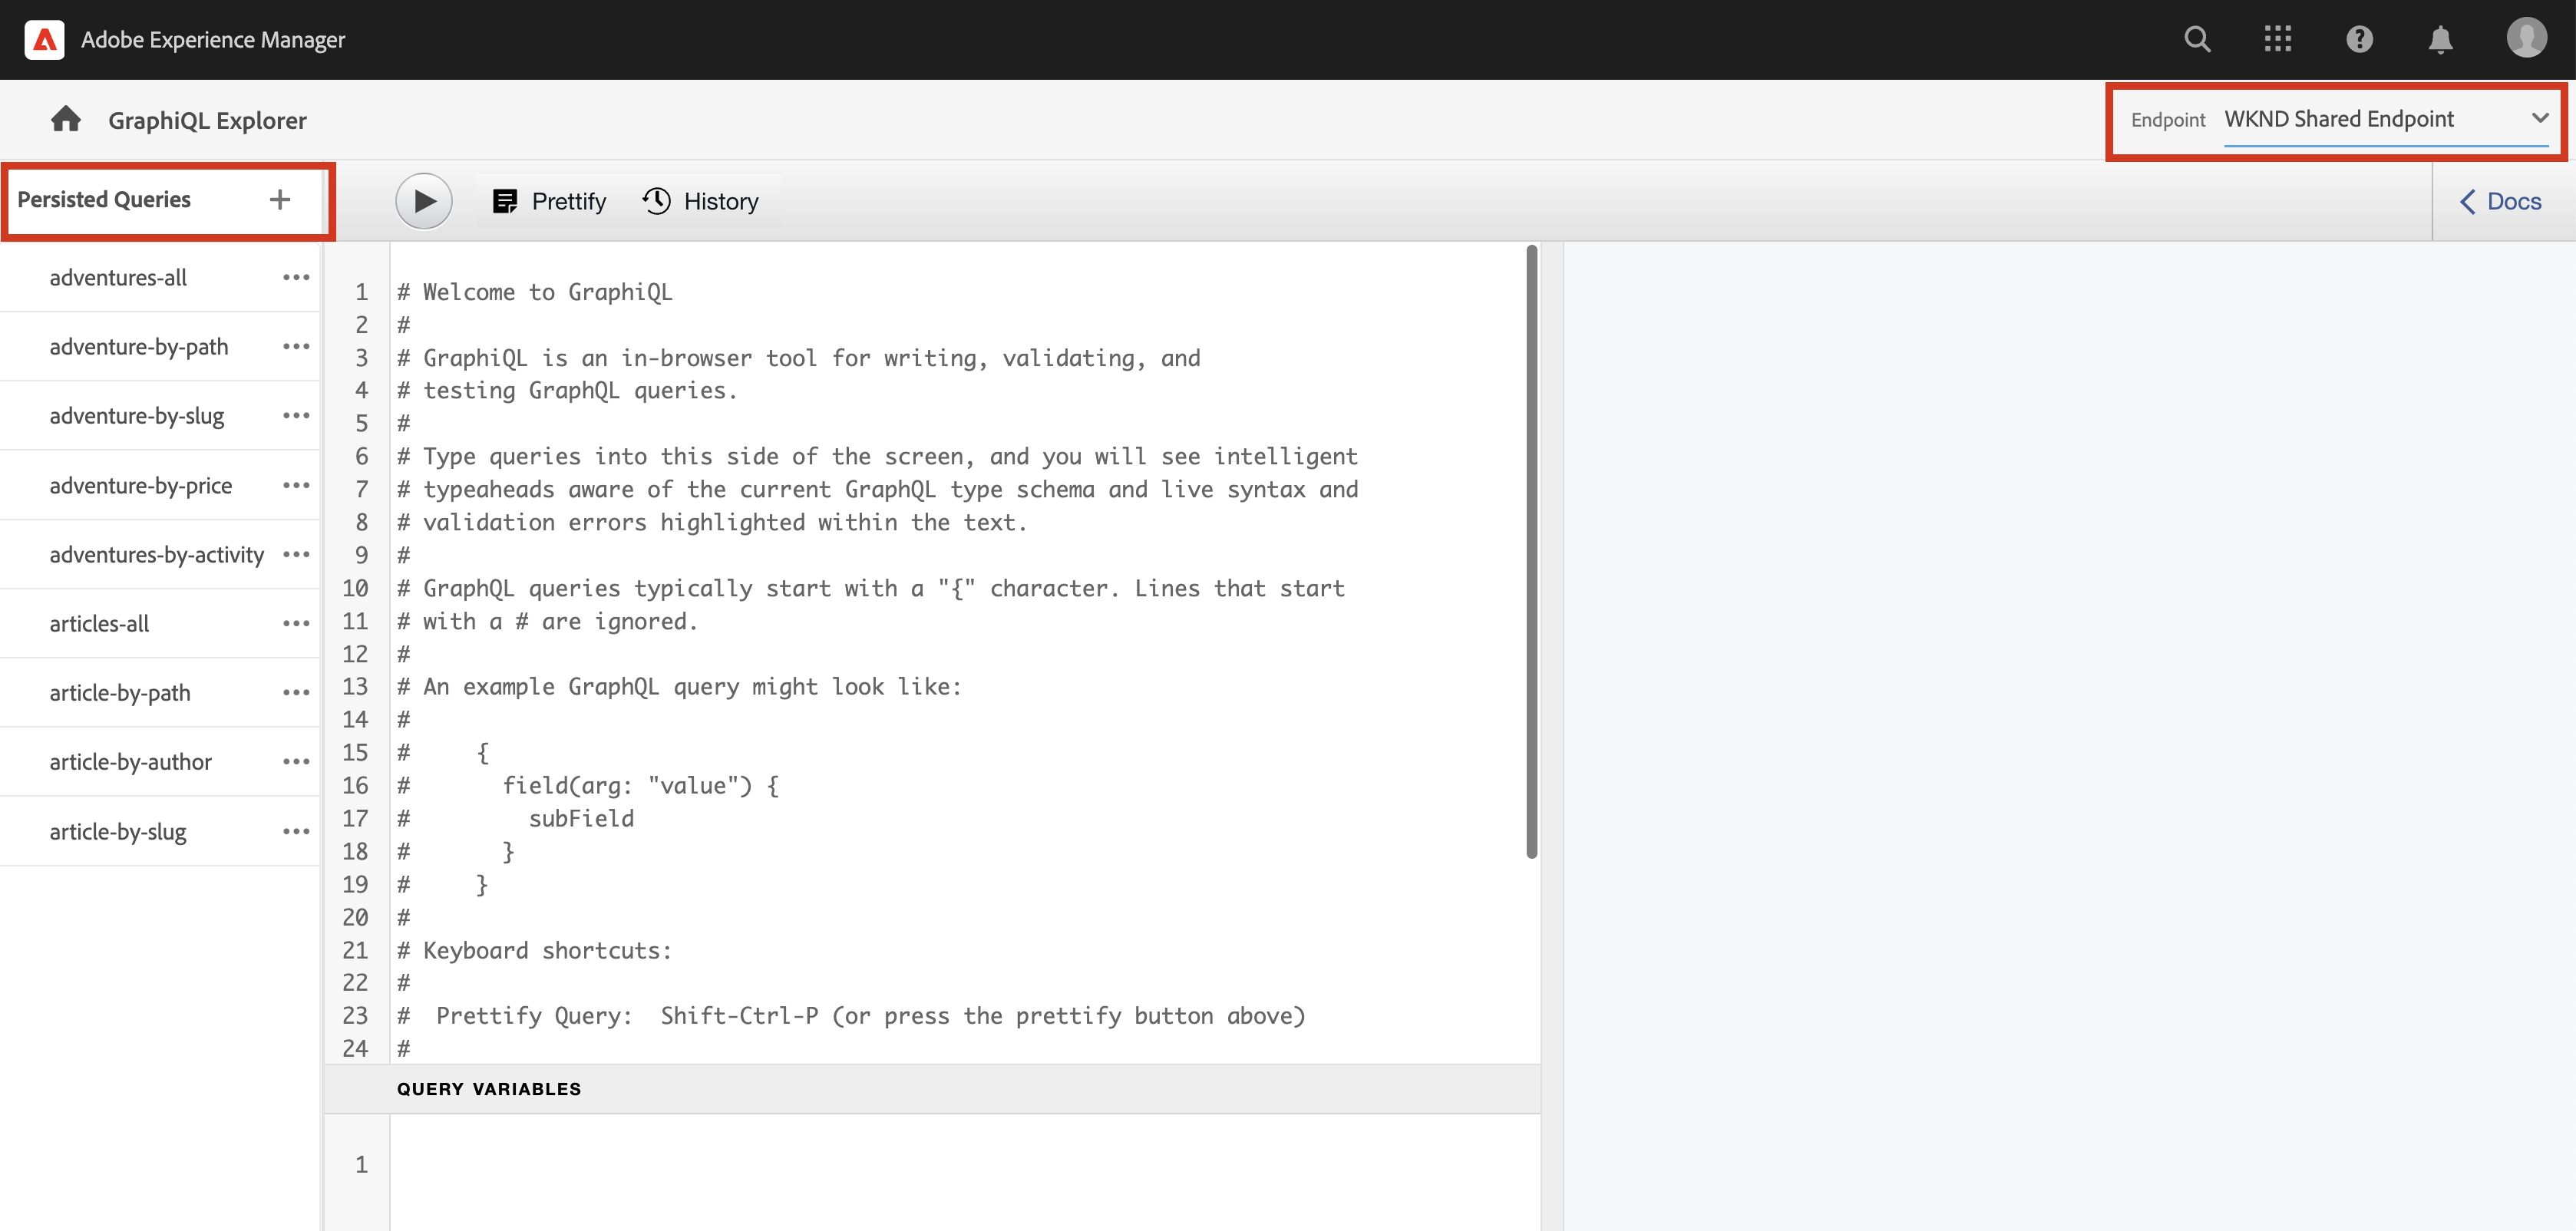 Adobe Experience Manager
GraphiQL Explorer
Endpoint WKND Shared Endpoint
Persisted Queries +
Prettify
History
Docs
adventures-all
adventure-by-path
adventure-by-slug
adventure-by-price
adventures-by-activity
articles-all
article-by-path
article-by-author
article-by-slug
1 # Welcome to GraphiQL
2 #
3 # GraphiQL is an in-browser tool for writing, validating, and
4 # testing GraphQL queries.
5 #
6 # Type queries into this side of the screen, and you will see intelligent
7 # typeaheads aware of the current GraphQL type schema and live syntax and
8 # validation errors highlighted within the text.
9 #
10 # GraphQL queries typically start with a "{" character. Lines that start
11 # with a # are ignored.
12 #
13 # An example GraphQL query might look like:
14 #
15 #     {
16 #       field(arg: "value") {
17 #         subField
18 #       }
19 #     }
20 #
21 # Keyboard shortcuts:
22 #
23 #  Prettify Query:  Shift-Ctrl-P (or press the prettify button above)
24 #
QUERY VARIABLES
1